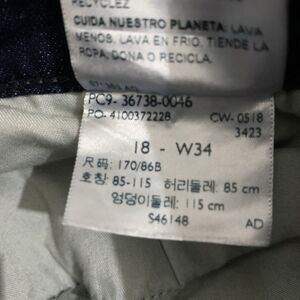 RECYCLEZ
CUIDA NUESTRO PLANETA: LAVA
MENOS, LAVA EN FRIO, TIENDE LA
ROPA, DONA O RECICLA.
PC9- 36738-0046
PO- 4100372228 CW-0518
3423
18 - W34
尺码: 170/86B
호칭: 85-115 허리둘레: 85 cm
엉덩이둘레: 115 cm
S46148 AD